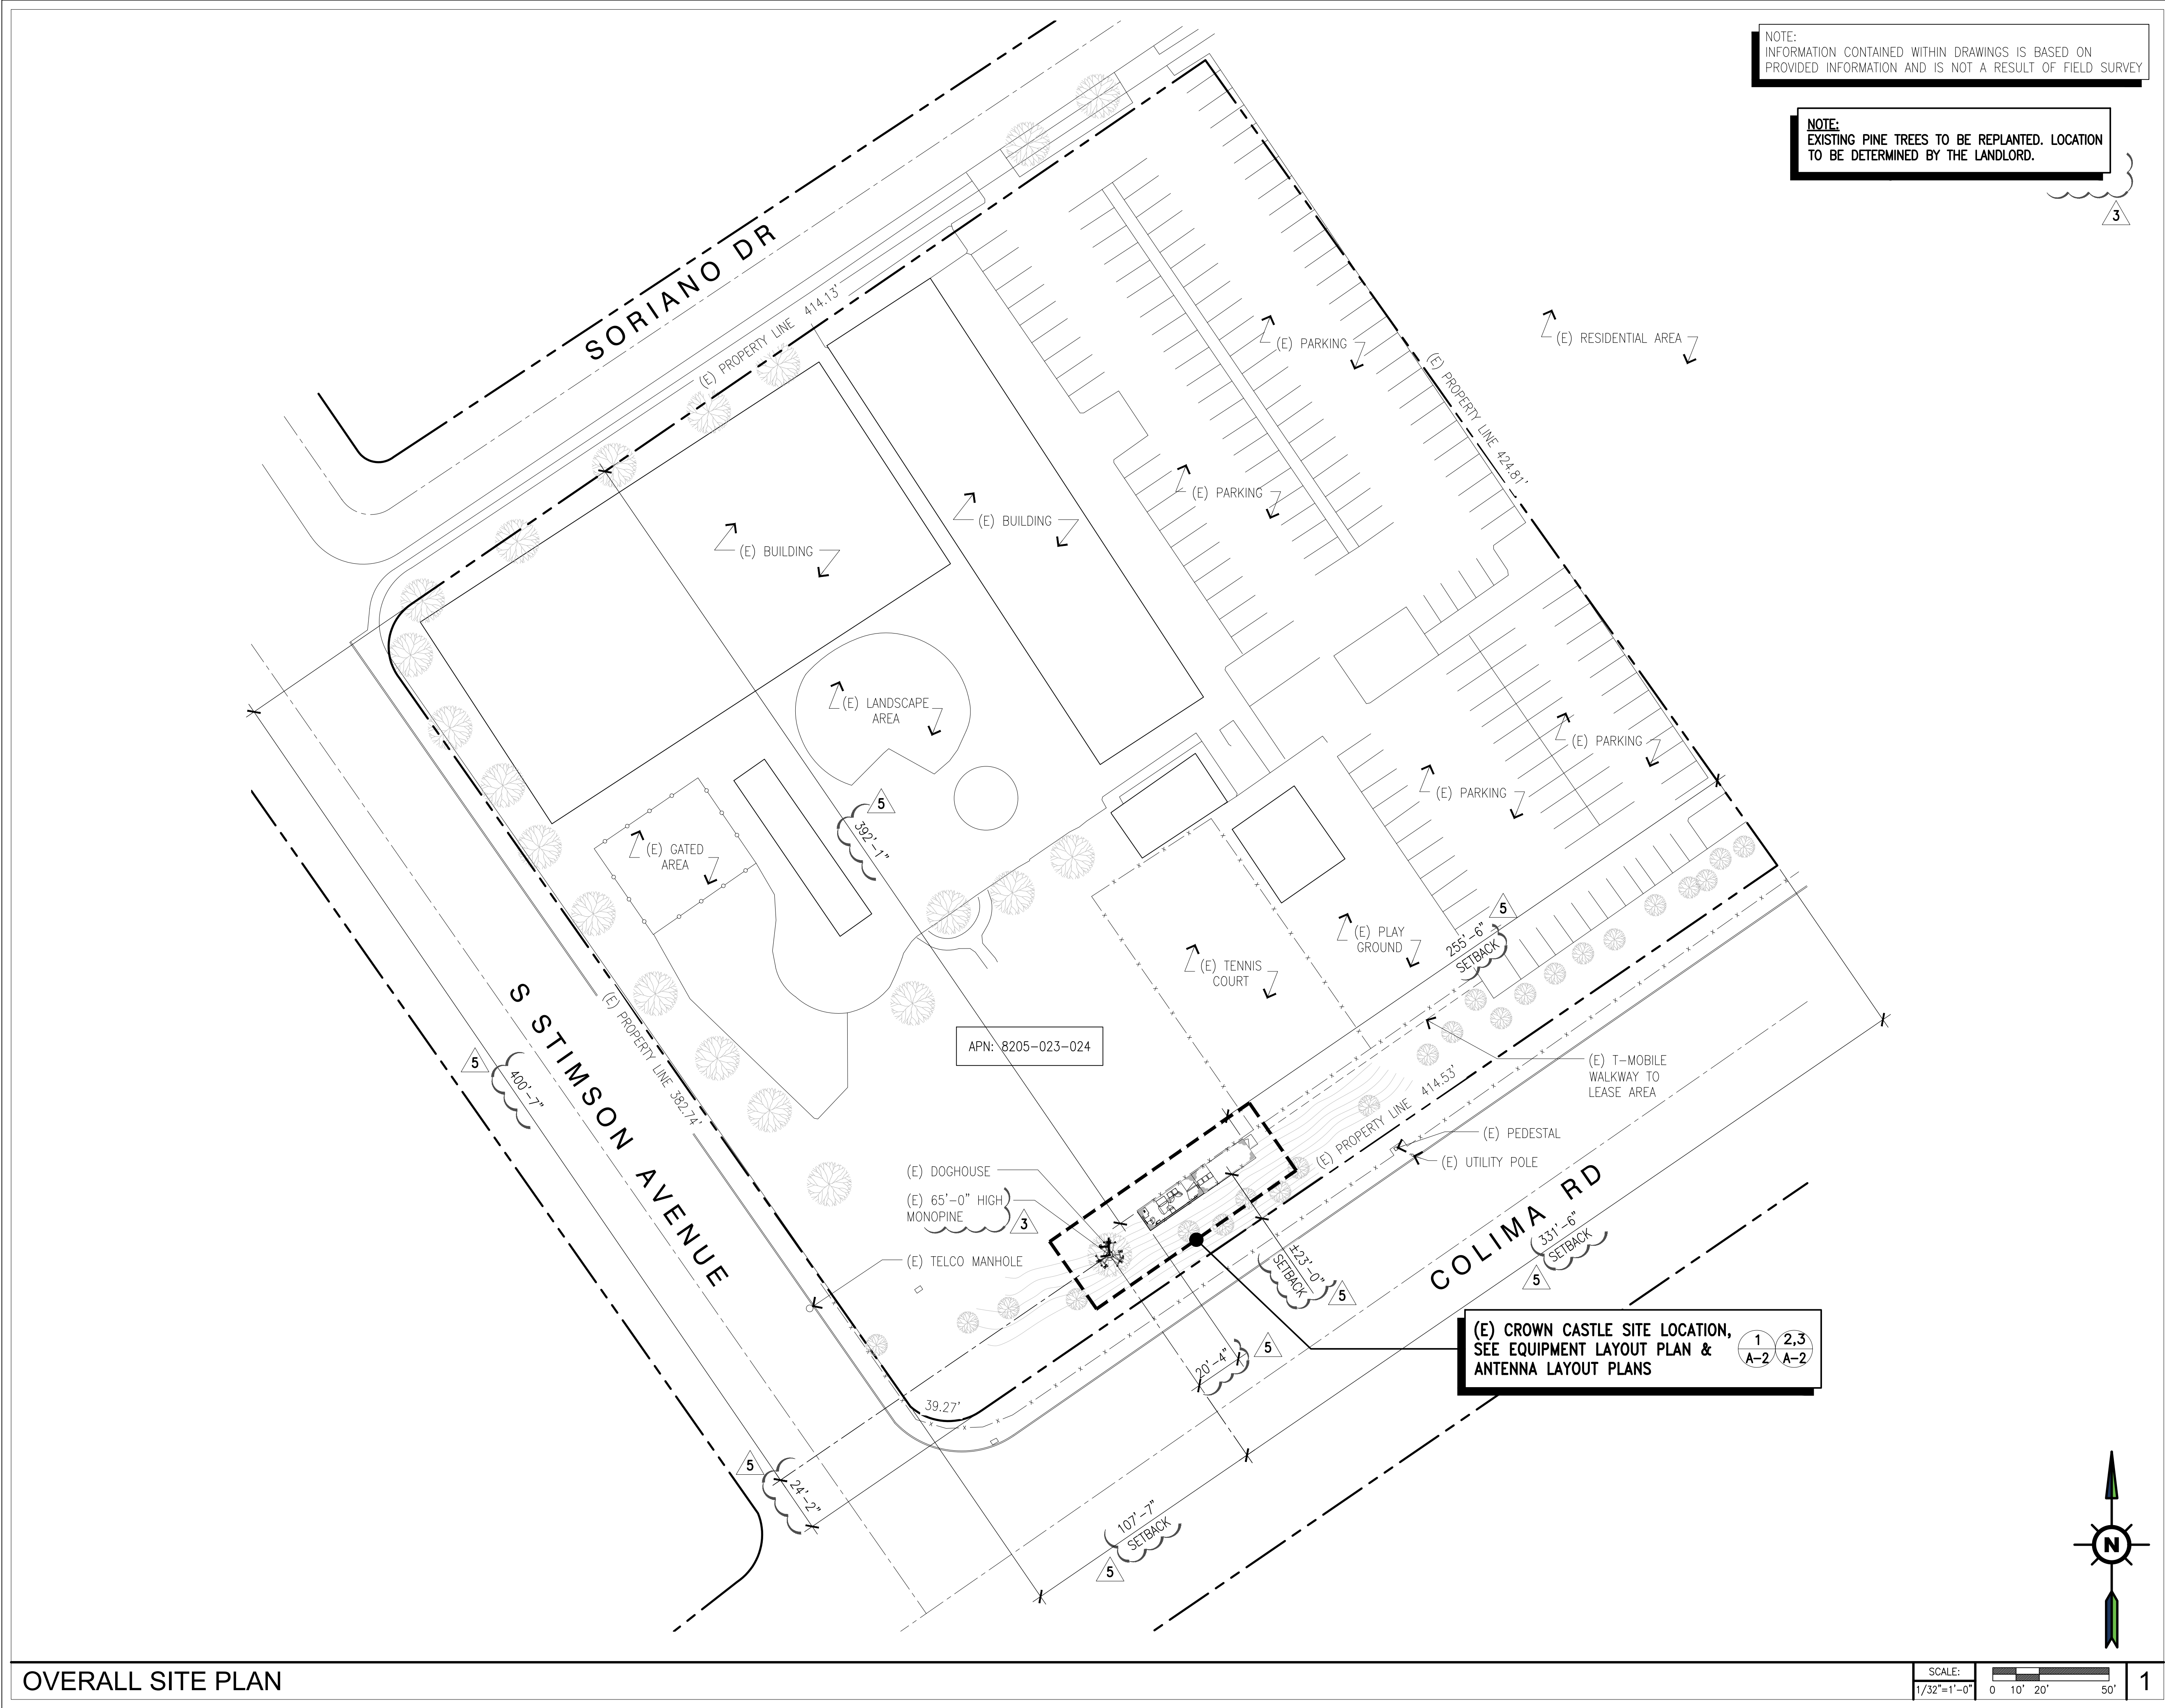 NOTE:
INFORMATION CONTAINED WITHIN DRAWINGS IS BASED ON
PROVIDED INFORMATION AND IS NOT A RESULT OF FIELD SURVEY
NOTE:
EXISTING PINE TREES TO BE REPLANTED. LOCATION
TO BE DETERMINED BY THE LANDLORD.
3
SORIANO DR
(E) PROPERTY LINE 414.13'
(E) PARKING
(E) RESIDENTIAL AREA
(E) PROPERTY LINE 424.81'
(E) PARKING
(E) BUILDING
(E) BUILDING
(E) LANDSCAPE
AREA
(E) PARKING
(E) PARKING
5
392'-1"
(E) GATED
AREA
5
255'-6"
SETBACK
(E) PLAY
GROUND
(E) TENNIS
COURT
S STIMSON AVENUE
(E) PROPERTY LINE 382.74'
APN: 8205-023-024
5
400'-7"
(E) T-MOBILE
WALKWAY TO
LEASE AREA
(E) PROPERTY LINE 414.53'
(E) PEDESTAL
(E) UTILITY POLE
(E) DOGHOUSE
(E) 65'-0" HIGH
MONOPINE
3
(E) TELCO MANHOLE
COLIMA RD
331'-6"
SETBACK
5
±23'-0"
SETBACK
5
(E) CROWN CASTLE SITE LOCATION,
SEE EQUIPMENT LAYOUT PLAN &
ANTENNA LAYOUT PLANS
1
A-2
2,3
A-2
20'-4"
5
39.27'
5
24'-2"
107'-7"
SETBACK
5
N
OVERALL SITE PLAN
SCALE:
1/32"=1'-0"
0 10' 20' 50'
1